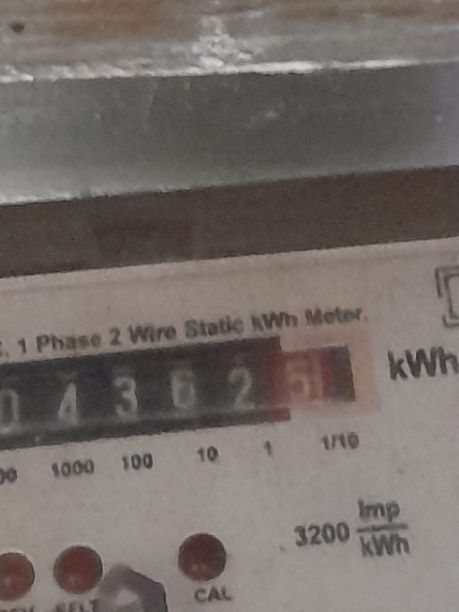 . 1 Phase 2 Wire Static kWh Meter.
0 4 3 6 2 5 kWh
00 1000 100 10 1 1/10
3200 Imp/kWh
CAL